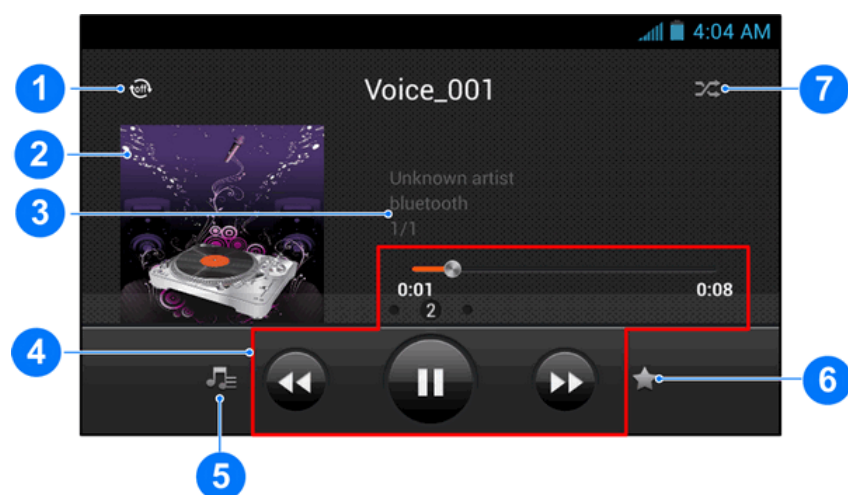 4:04 AM
1
off
Voice_001
7
2
Unknown artist
3
bluetooth
1/1
0:01
0:08
2
4
6
5